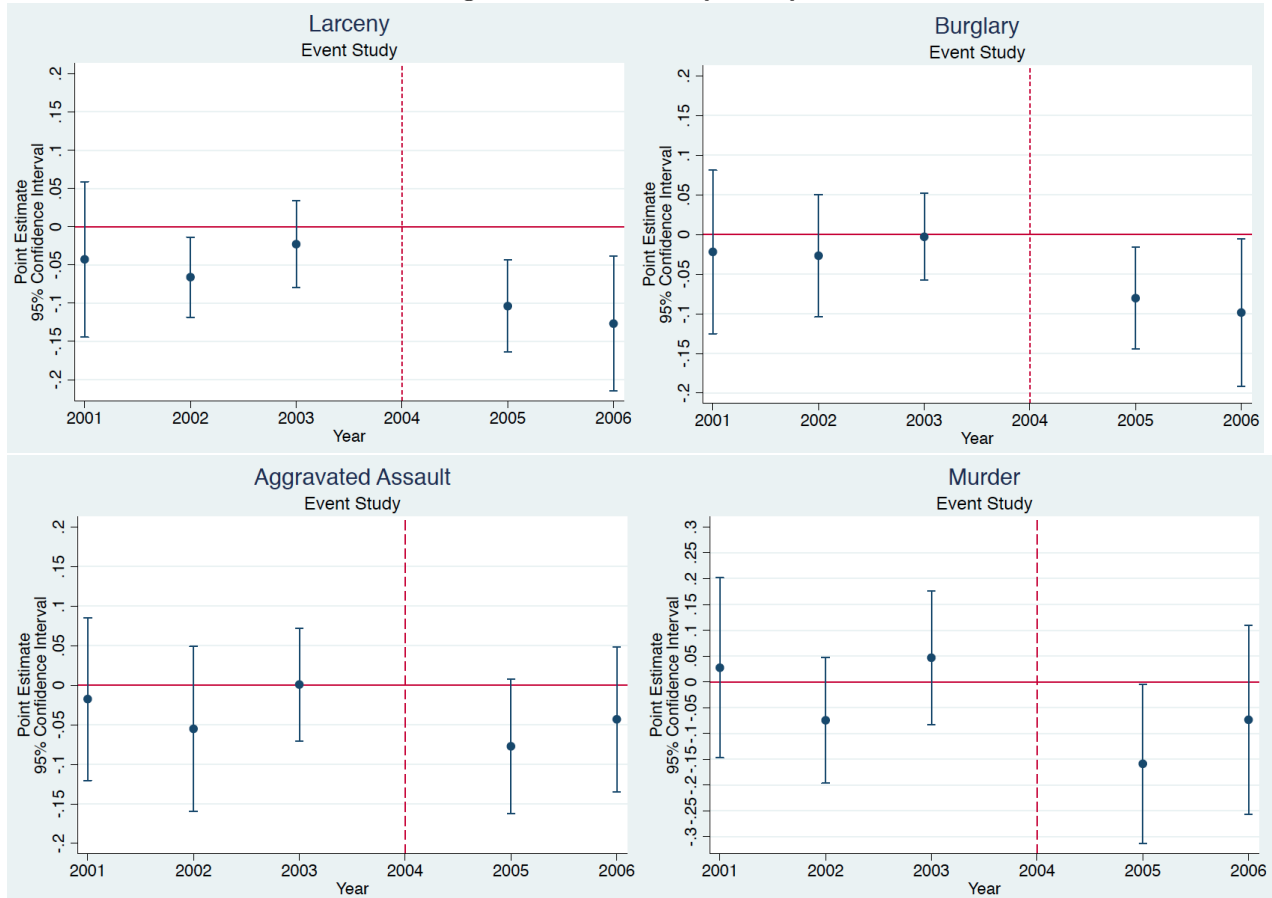 Larceny
Event Study
Point Estimate
95% Confidence Interval
.2
.15
.1
.05
0
-.05
-.1
-.15
-.2
2001 2002 2003 2004 2005 2006
Year
Burglary
Event Study
Point Estimate
95% Confidence Interval
.2
.15
.1
.05
0
-.05
-.1
-.15
-.2
2001 2002 2003 2004 2005 2006
Year
Aggravated Assault
Event Study
Point Estimate
95% Confidence Interval
.2
.15
.1
.05
0
-.05
-.1
-.15
-.2
2001 2002 2003 2004 2005 2006
Year
Murder
Event Study
Point Estimate
95% Confidence Interval
.3
.25
.2
.15
.1
.05
0
-.05
-.1
-.15
-.2
-.25
-.3
2001 2002 2003 2004 2005 2006
Year